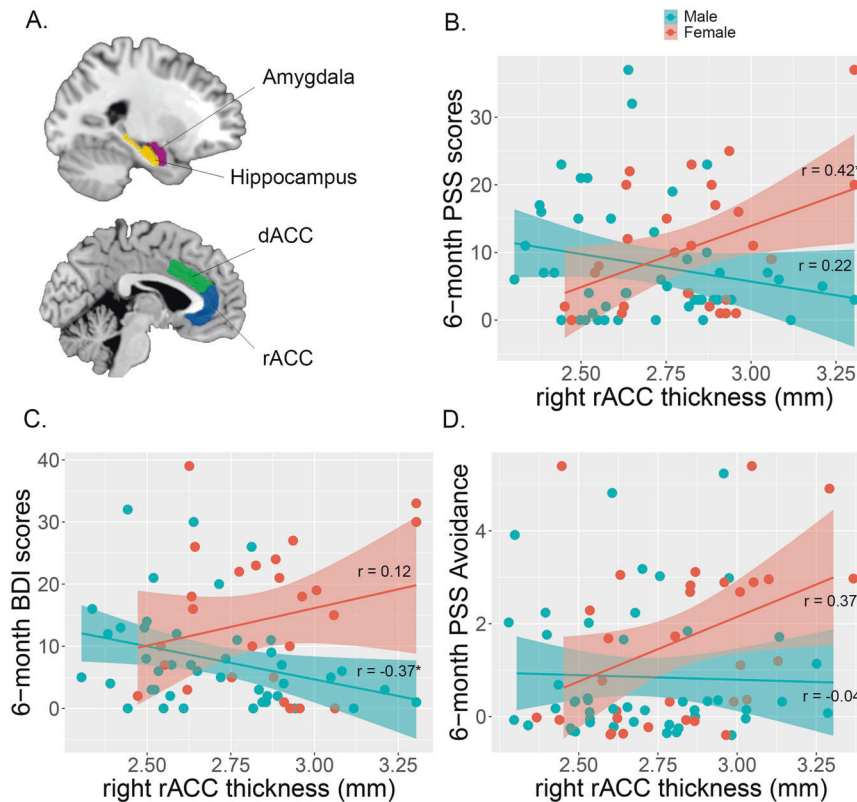 A.
Amygdala
Hippocampus
dACC
rACC
Male
Female
B.
6-month PSS scores
30
20
10
0
r = 0.42*
r = 0.22
2.50 2.75 3.00 3.25
right rACC thickness (mm)
C.
6-month BDI scores
40
30
20
10
0
r = 0.12
r = -0.37*
2.50 2.75 3.00 3.25
right rACC thickness (mm)
D.
6-month PSS Avoidance
4
2
0
r = 0.37
r = -0.04
2.50 2.75 3.00 3.25
right rACC thickness (mm)